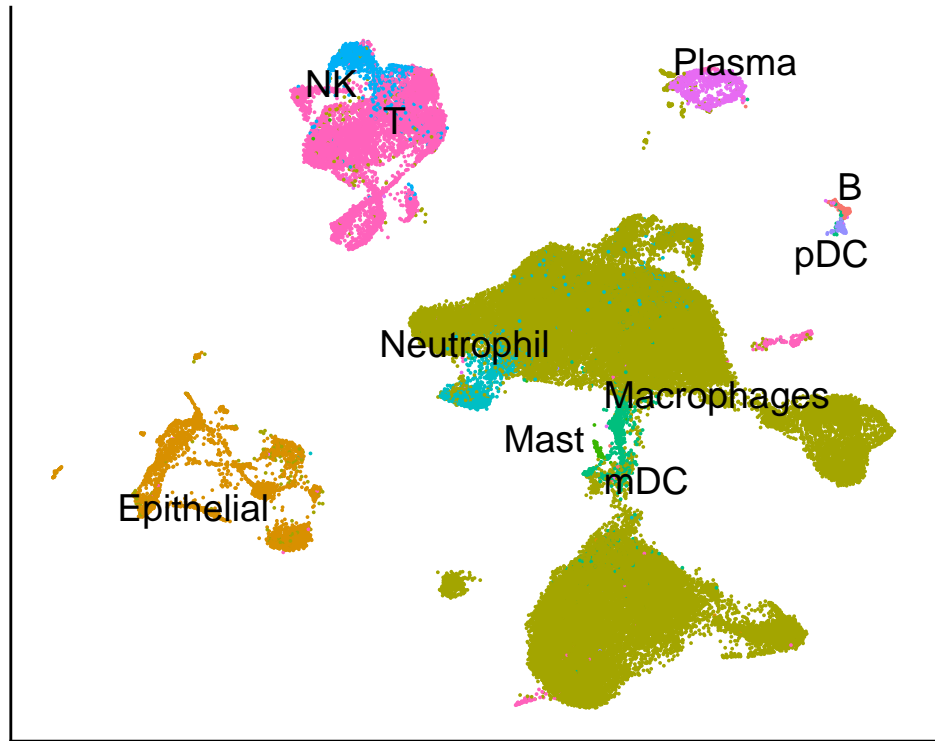 NK
Plasma
T
B
pDC
Neutrophil
Macrophages
Mast
mDC
Epithelial